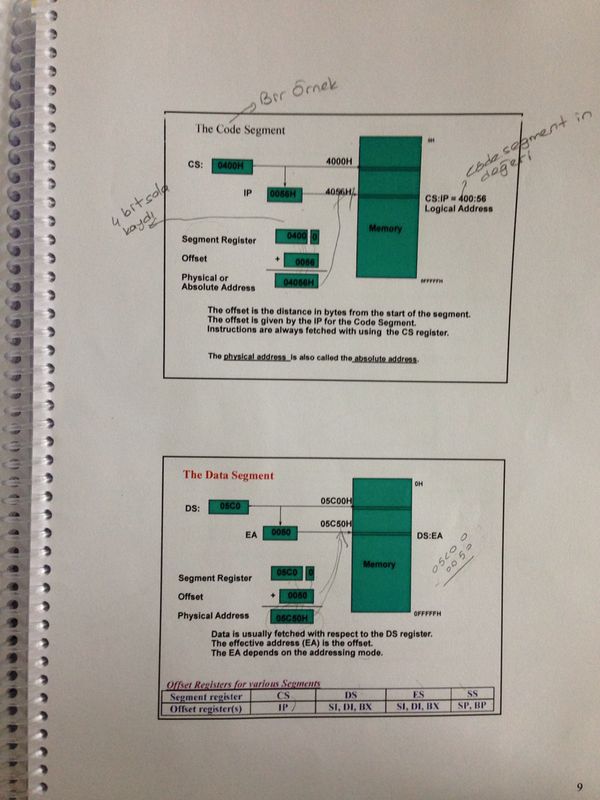 Bir Örnek
The Code Segment
0H
code segment in
değeri
CS: 0400H
4000H
IP 0056H
4056H
CS:IP = 400:56
Logical Address
4 bit sola
kaydı
Memory
Segment Register 0400 0
Offset + 0056
Physical or
Absolute Address 04056H
0FFFFFH
The offset is the distance in bytes from the start of the segment.
The offset is given by the IP for the Code Segment.
Instructions are always fetched with using the CS register.
The physical address is also called the absolute address.
The Data Segment
0H
DS: 05C0
05C00H
EA 0050
05C50H
DS:EA
05C0 0
0050
Memory
Segment Register 05C0 0
Offset + 0050
Physical Address 05C50H
0FFFFFH
Data is usually fetched with respect to the DS register.
The effective address (EA) is the offset.
The EA depends on the addressing mode.
Offset Registers for various Segments
Segment register CS DS ES SS
Offset register(s) IP SI, DI, BX SI, DI, BX SP, BP
9